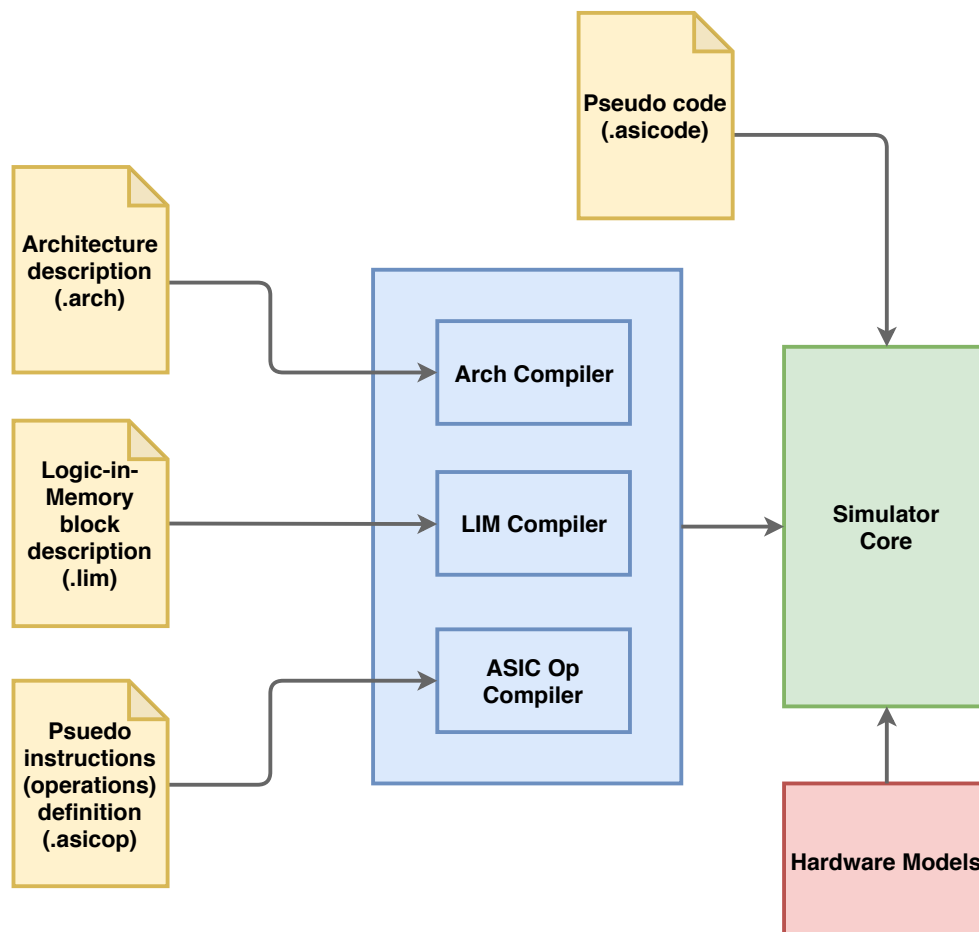 Pseudo code
(.asicode)
Architecture
description
(.arch)
Arch Compiler
Logic-in-
Memory
block
description
(.lim)
LIM Compiler
Simulator
Core
ASIC Op
Compiler
Psuedo
instructions
(operations)
definition
(.asicop)
Hardware Models